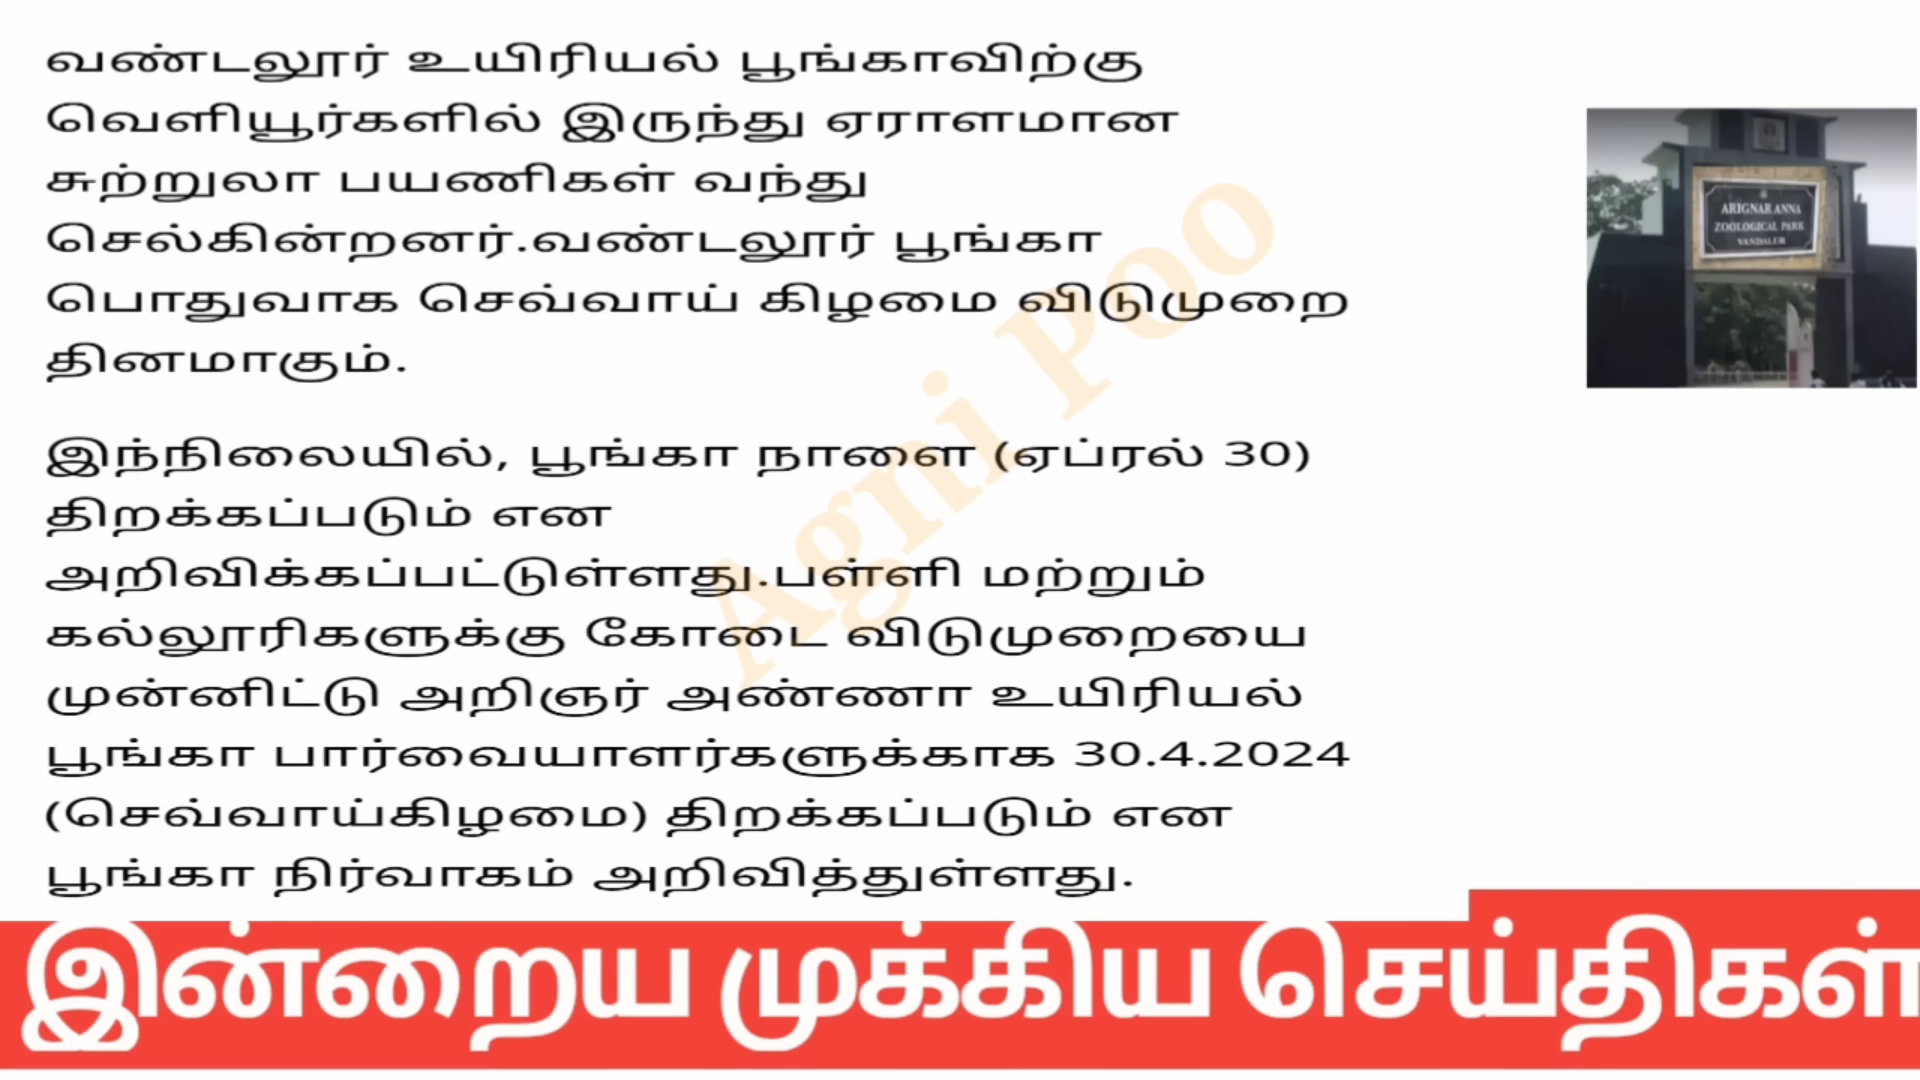 வண்டலூர் உயிரியல் பூங்காவிற்கு
வெளியூர்களில் இருந்து ஏராளமான
சுற்றுலா பயணிகள் வந்து
செல்கின்றனர்.வண்டலூர் பூங்கா
பொதுவாக செவ்வாய் கிழமை விடுமுறை
தினமாகும்.
ARIGNAR ANNA
ZOOLOGICAL PARK
VANDALUR
இந்நிலையில், பூங்கா நாளை (ஏப்ரல் 30)
திறக்கப்படும் என
அறிவிக்கப்பட்டுள்ளது.பள்ளி மற்றும்
கல்லூரிகளுக்கு கோடை விடுமுறையை
முன்னிட்டு அறிஞர் அண்ணா உயிரியல்
பூங்கா பார்வையாளர்களுக்காக 30.4.2024
(செவ்வாய்கிழமை) திறக்கப்படும் என
பூங்கா நிர்வாகம் அறிவித்துள்ளது.
Agni Poo
இன்றைய முக்கிய செய்திகள்